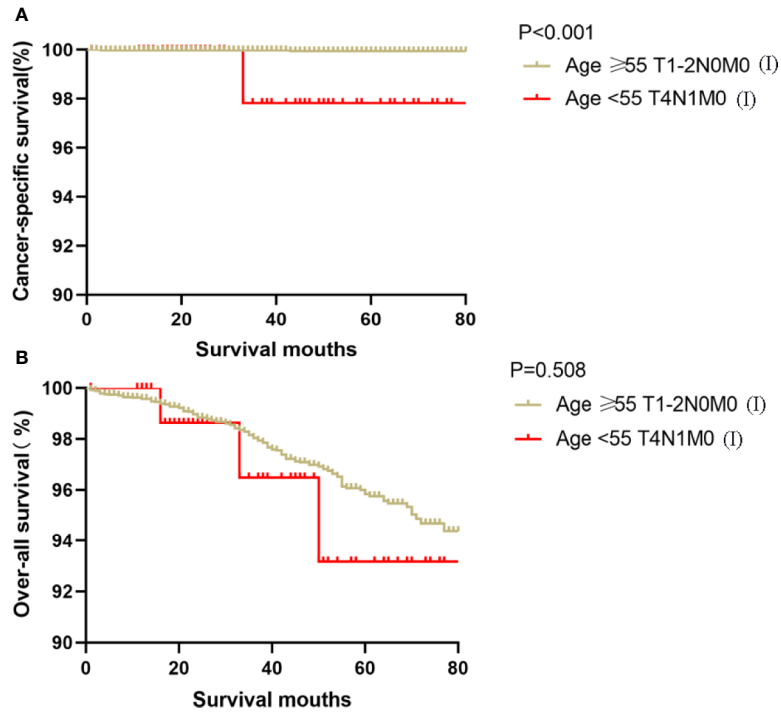 A
Cancer-specific survival(%)
100
98
96
94
92
90
0 20 40 60 80
Survival mouths
P<0.001
Age ⩾55 T1-2N0M0 (I)
Age <55 T4N1M0 (I)
B
Over-all survival (%)
100
98
96
94
92
90
0 20 40 60 80
Survival mouths
P=0.508
Age ⩾55 T1-2N0M0 (I)
Age <55 T4N1M0 (I)